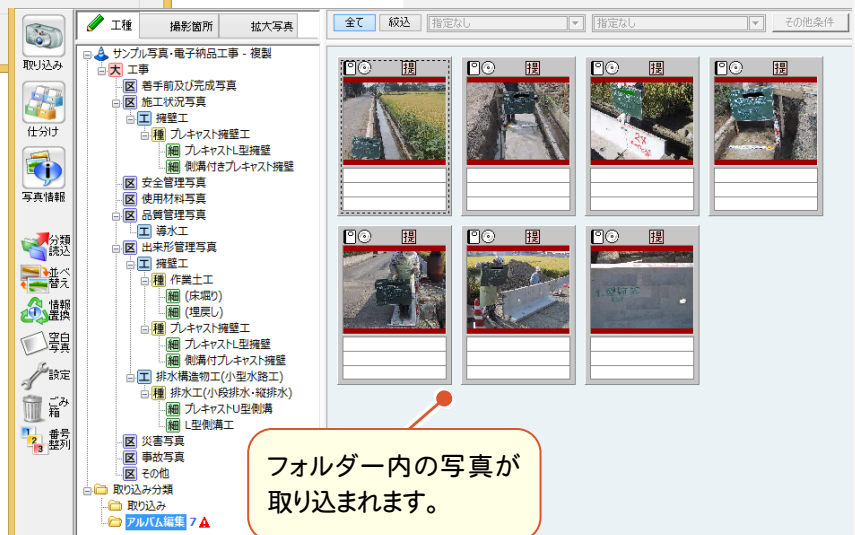 取り込み
仕分け
写真情報
分類
読込
並べ
替え
情報
置換
空白
写真
設定
ごみ
箱
番号
整列
工種
撮影箇所
拡大写真
全て
絞込
指定なし
指定なし
その他条件
サンプル写真・電子納品工事 - 複製
大 工事
区 着手前及び完成写真
区 施工状況写真
工 擁壁工
種 プレキャスト擁壁工
細 プレキャストL型擁壁
細 側溝付きプレキャスト擁壁
区 安全管理写真
区 使用材料写真
区 品質管理写真
工 導水工
区 出来形管理写真
工 擁壁工
種 作業土工
細 (床堀り)
細 (埋戻し)
種 プレキャスト擁壁工
細 プレキャストL型擁壁
細 側溝付プレキャスト擁壁
工 排水構造物工(小型水路工)
種 排水工(小段排水・縦排水)
細 プレキャストU型側溝
細 L型側溝工
区 災害写真
区 事故写真
区 その他
取り込み分類
取り込み
アルバム編集 7
提
提
提
提
提
提
提
フォルダー内の写真が
取り込まれます。